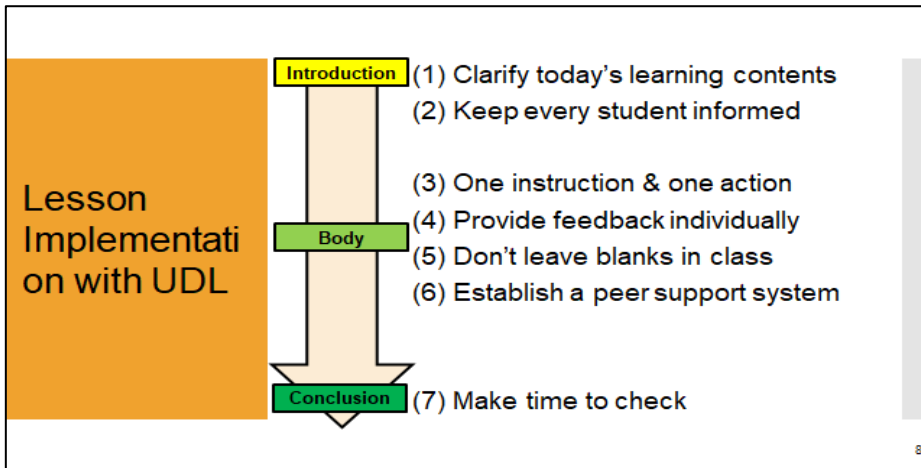 Lesson
Implementati
on with UDL
Introduction
(1) Clarify today's learning contents
(2) Keep every student informed
Body
(3) One instruction & one action
(4) Provide feedback individually
(5) Don't leave blanks in class
(6) Establish a peer support system
Conclusion
(7) Make time to check